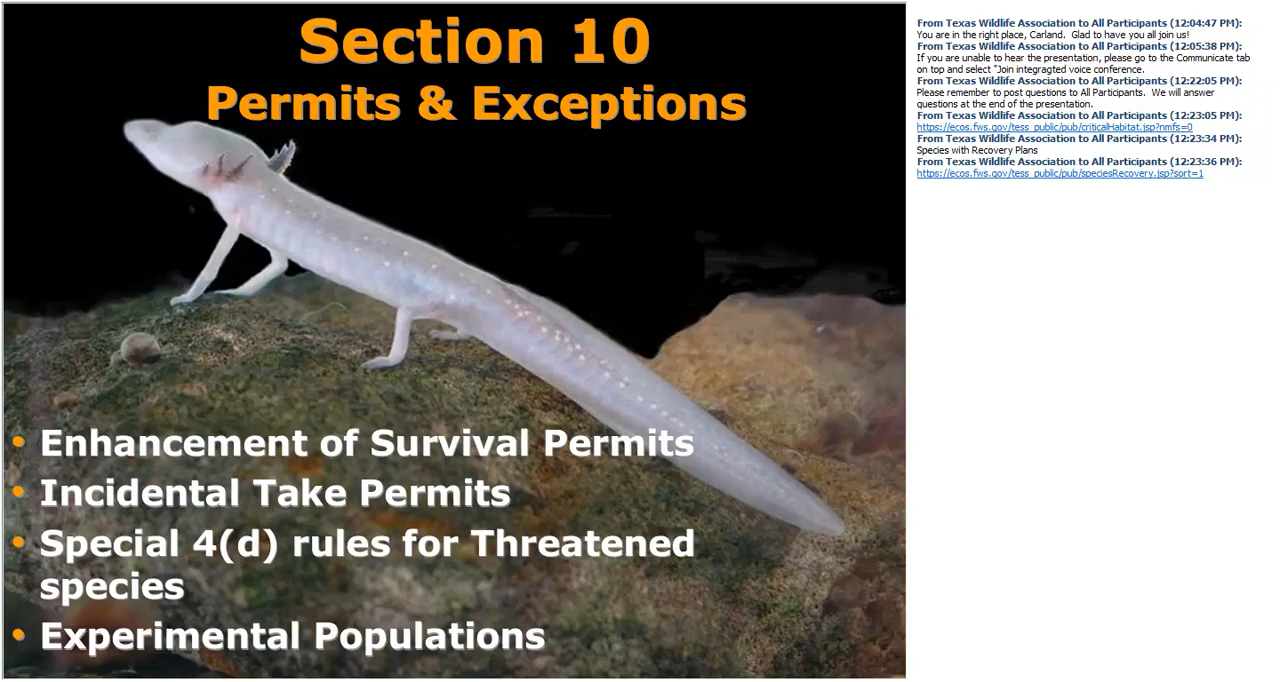 Section 10
Permits & Exceptions
• Enhancement of Survival Permits
• Incidental Take Permits
• Special 4(d) rules for Threatened
species
• Experimental Populations
From Texas Wildlife Association to All Participants (12:04:47 PM):
You are in the right place, Carland.  Glad to have you all join us!
From Texas Wildlife Association to All Participants (12:05:38 PM):
If you are unable to hear the presentation, please go to the Communicate tab
on top and select "Join integragted voice conference.
From Texas Wildlife Association to All Participants (12:22:05 PM):
Please remember to post questions to All Participants.  We will answer
questions at the end of the presentation.
From Texas Wildlife Association to All Participants (12:23:05 PM):
https://ecos.fws.gov/tess_public/pub/criticalHabitat.jsp?nmfs=0
From Texas Wildlife Association to All Participants (12:23:34 PM):
Species with Recovery Plans
From Texas Wildlife Association to All Participants (12:23:36 PM):
https://ecos.fws.gov/tess_public/pub/speciesRecovery.jsp?sort=1